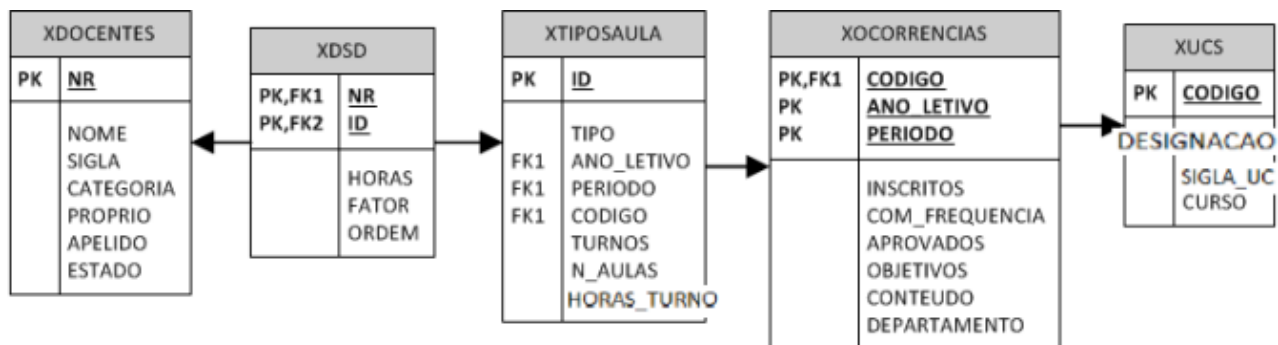 XDOCENTES
PK NR
NOME
SIGLA
CATEGORIA
PROPRIO
APELIDO
ESTADO
XDSD
PK,FK1 NR
PK,FK2 ID
HORAS
FATOR
ORDEM
XTIPOSAULA
PK ID
TIPO
FK1 ANO_LETIVO
FK1 PERIODO
FK1 CODIGO
TURNOS
N_AULAS
HORAS_TURNO
XOCORRENCIAS
PK,FK1 CODIGO
PK ANO_LETIVO
PK PERIODO
INSCRITOS
COM_FREQUENCIA
APROVADOS
OBJETIVOS
CONTEUDO
DEPARTAMENTO
XUCS
PK CODIGO
DESIGNACAO
SIGLA_UC
CURSO